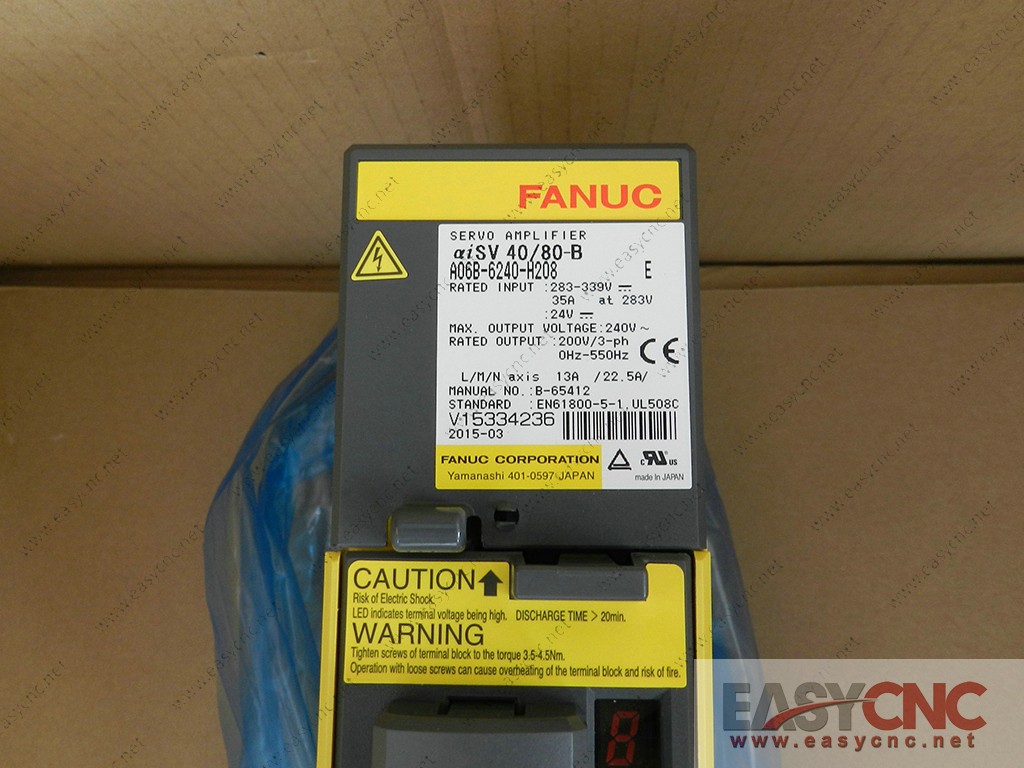 FANUC
SERVO AMPLIFIER
αiSV 40/80-B
A06B-6240-H208 E
RATED INPUT :283-339V
35A at 283V
:24V
MAX. OUTPUT VOLTAGE:240V~
RATED OUTPUT :200V/3-ph
0Hz-550Hz CE
L/M/N axis 13A /22.5A/
MANUAL NO.:B-65412
STANDARD :EN61800-5-1,UL508C
V15334236
2015-03
FANUC CORPORATION
Yamanashi 401-0597 JAPAN
c RU US
made in JAPAN
CAUTION
Risk of Electric Shock.
LED indicates terminal voltage being high. DISCHARGE TIME > 20min.
WARNING
Tighten screws of terminal block to the torque 3.5-4.5Nm.
Operation with loose screws can cause overheating of the terminal block and risk of fire.
8
EASYCNC
www.easycnc.net